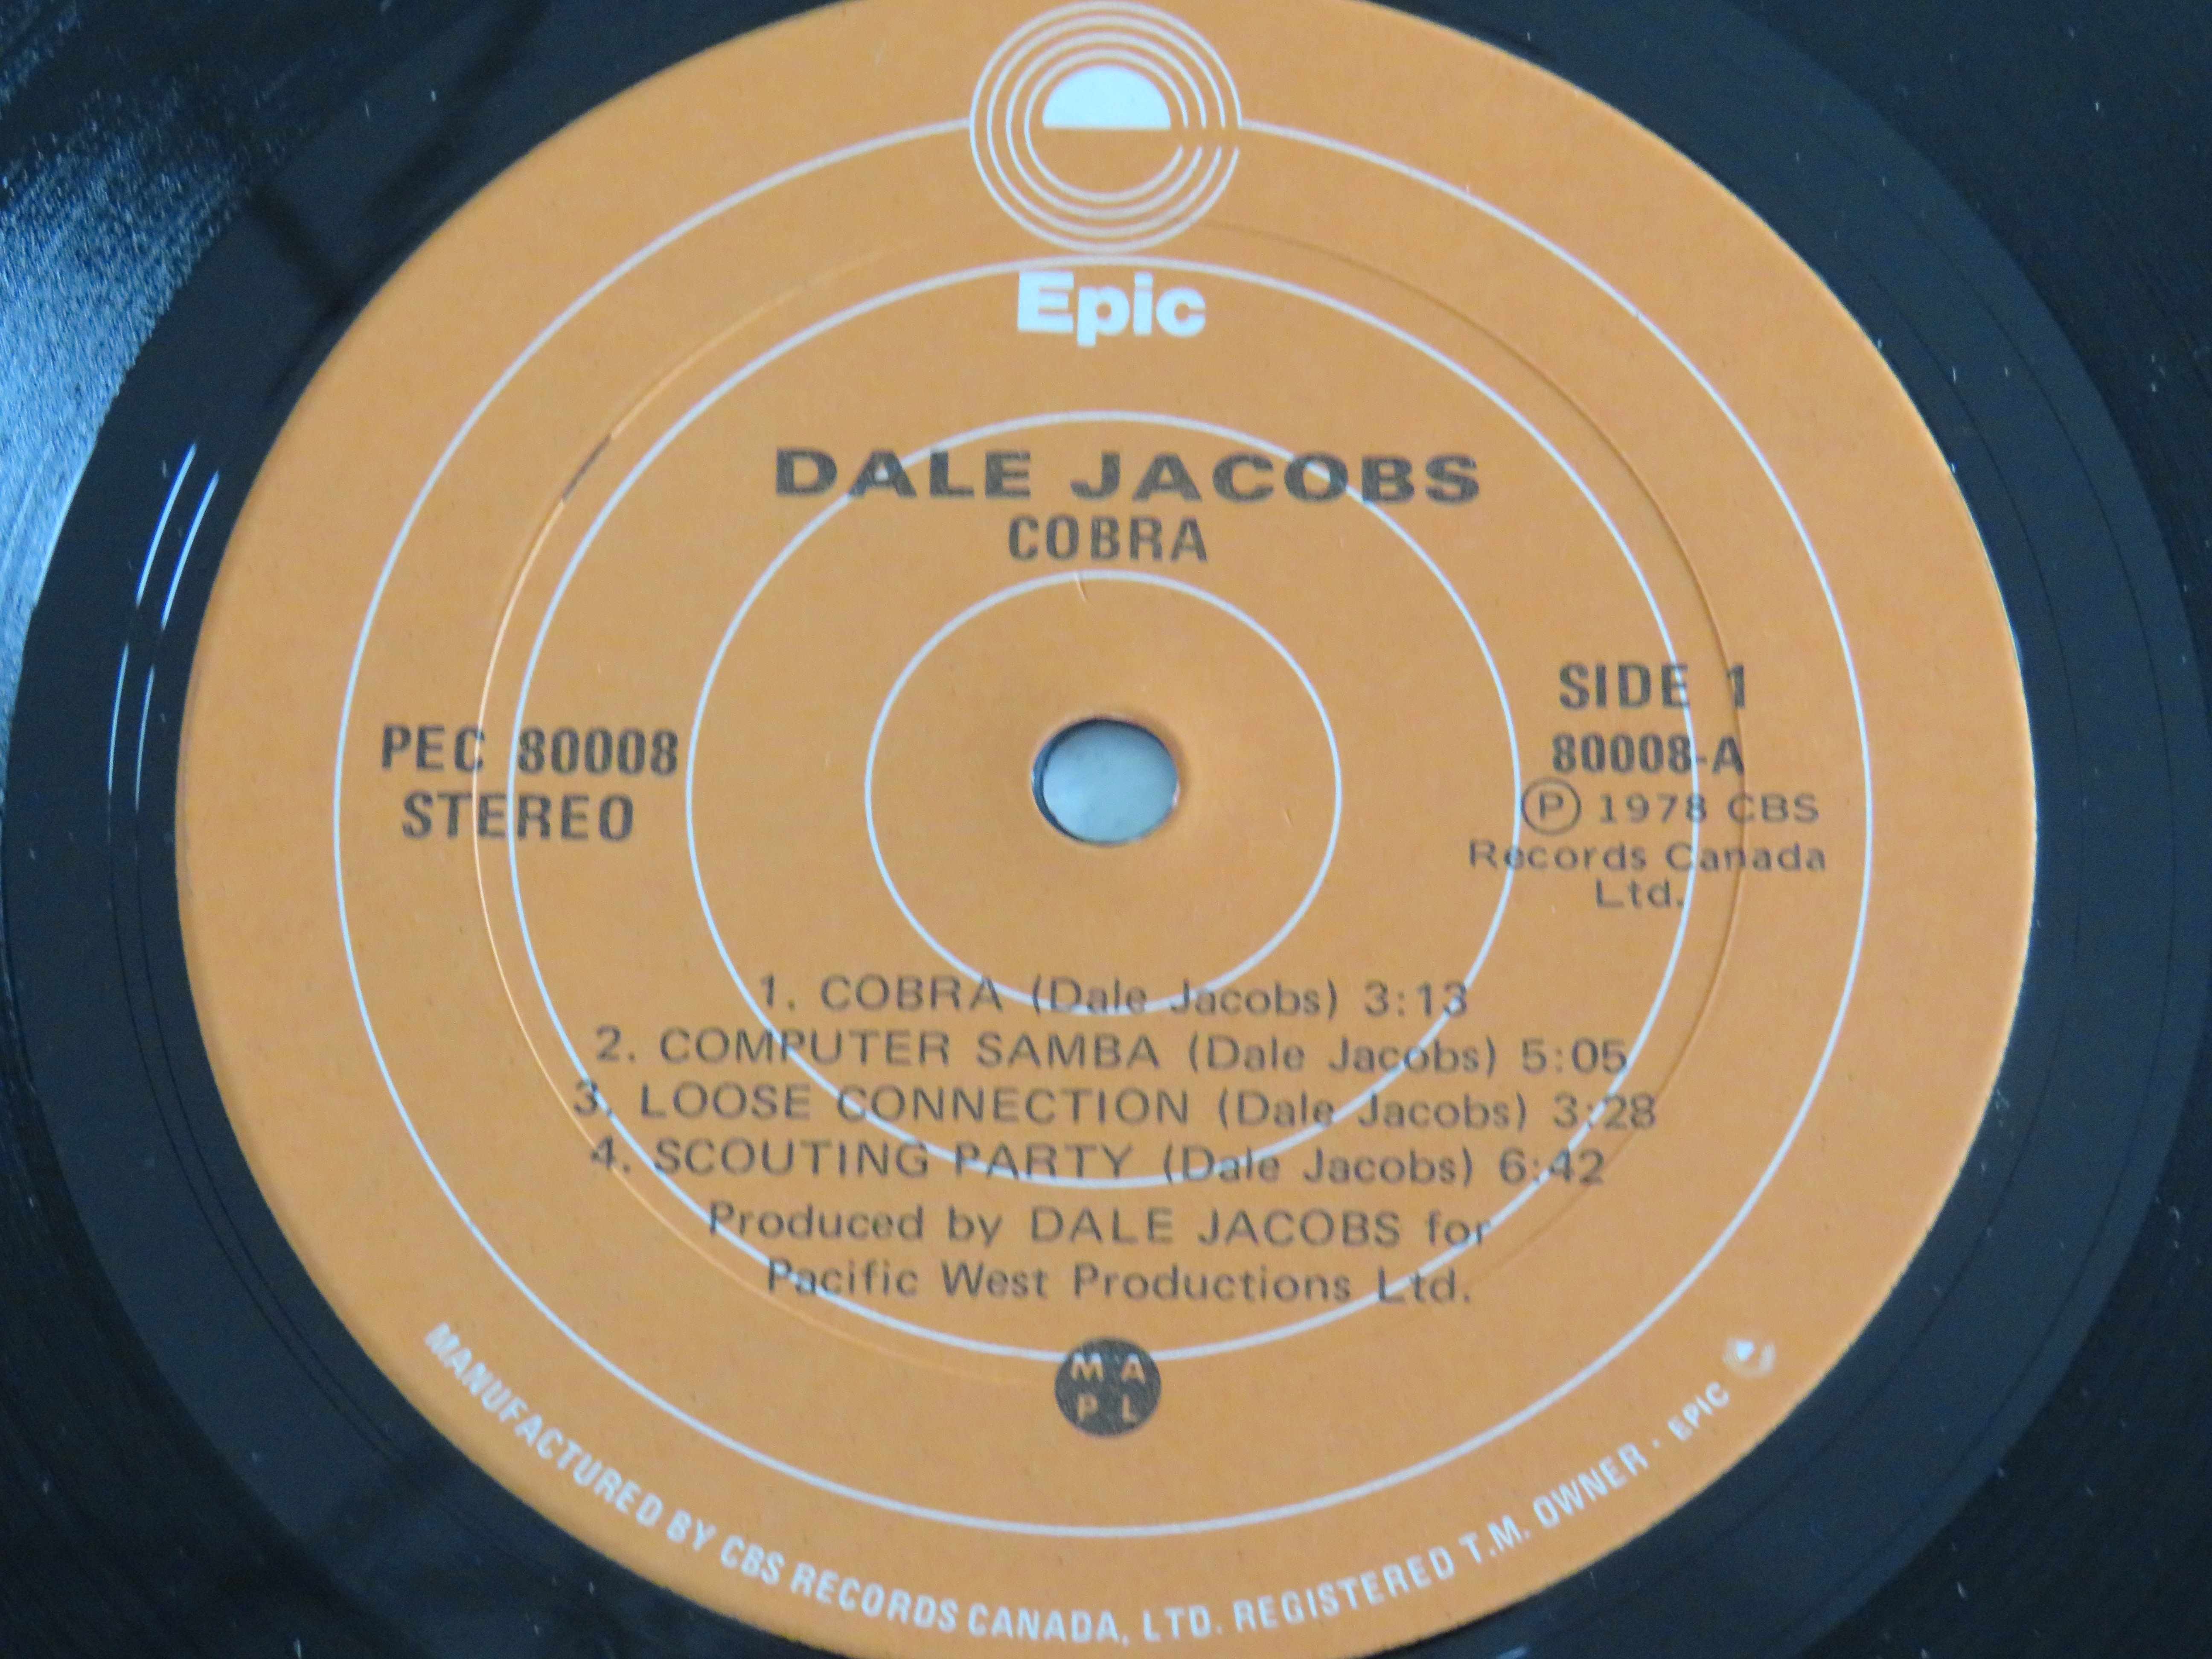 Epic
DALE JACOBS
COBRA
PEC 80008
STEREO
SIDE 1
80008-A
Ⓟ 1978 CBS
Records Canada
Ltd.
1. COBRA (Dale Jacobs) 3:13
2. COMPUTER SAMBA (Dale Jacobs) 5:05
3. LOOSE CONNECTION (Dale Jacobs) 3:28
4. SCOUTING PARTY (Dale Jacobs) 6:42
Produced by DALE JACOBS for
Pacific West Productions Ltd.
M A
P L
MANUFACTURED BY CBS RECORDS CANADA, LTD. REGISTERED T.M. OWNER · EPIC